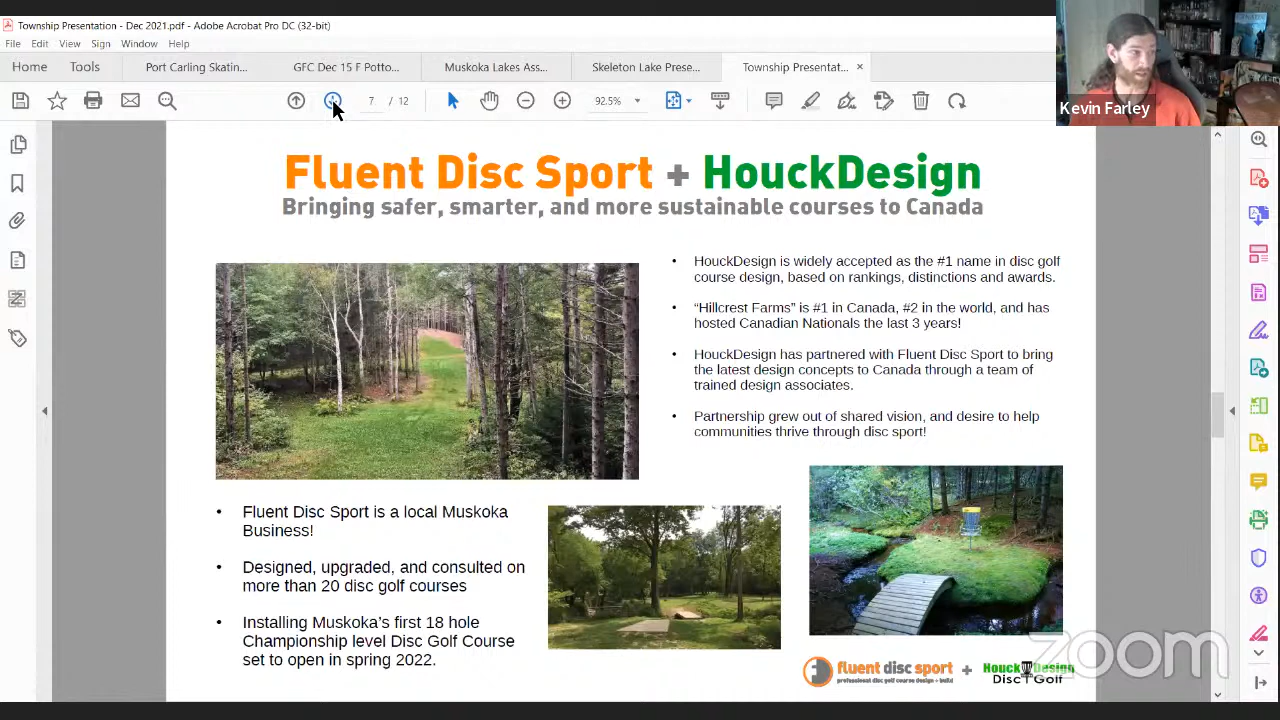 Township Presentation - Dec 2021.pdf - Adobe Acrobat Pro DC (32-bit)
File Edit View Sign Window Help
Home Tools Port Carling Skatin... GFC Dec 15 F Potto... Muskoka Lakes Ass... Skeleton Lake Prese... Township Presentat... ×
7 / 12 92.5%
Kevin Farley
Fluent Disc Sport + HouckDesign
Bringing safer, smarter, and more sustainable courses to Canada
• HouckDesign is widely accepted as the #1 name in disc golf
course design, based on rankings, distinctions and awards.
• “Hillcrest Farms” is #1 in Canada, #2 in the world, and has
hosted Canadian Nationals the last 3 years!
• HouckDesign has partnered with Fluent Disc Sport to bring
the latest design concepts to Canada through a team of
trained design associates.
• Partnership grew out of shared vision, and desire to help
communities thrive through disc sport!
• Fluent Disc Sport is a local Muskoka
Business!
• Designed, upgraded, and consulted on
more than 20 disc golf courses
• Installing Muskoka’s first 18 hole
Championship level Disc Golf Course
set to open in spring 2022.
fluent disc sport + Houck Design
professional disc golf course design + build
Disc Golf
zoom